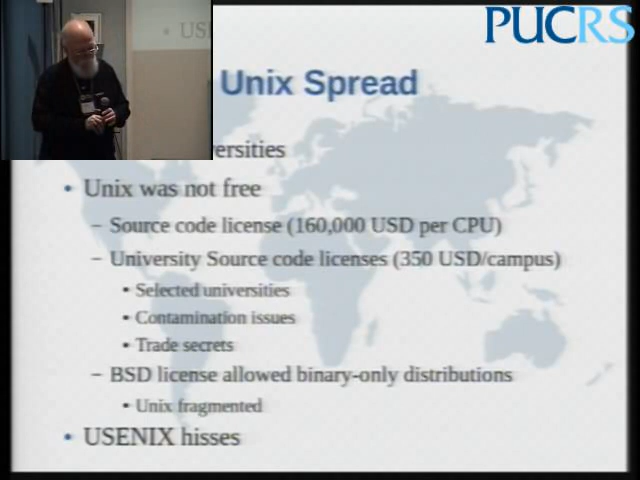 PUCRS
• USE
Unix Spread
ersities
• Unix was not free
– Source code license (160,000 USD per CPU)
– University Source code licenses (350 USD/campus)
• Selected universities
• Contamination issues
• Trade secrets
– BSD license allowed binary-only distributions
• Unix fragmented
• USENIX hisses